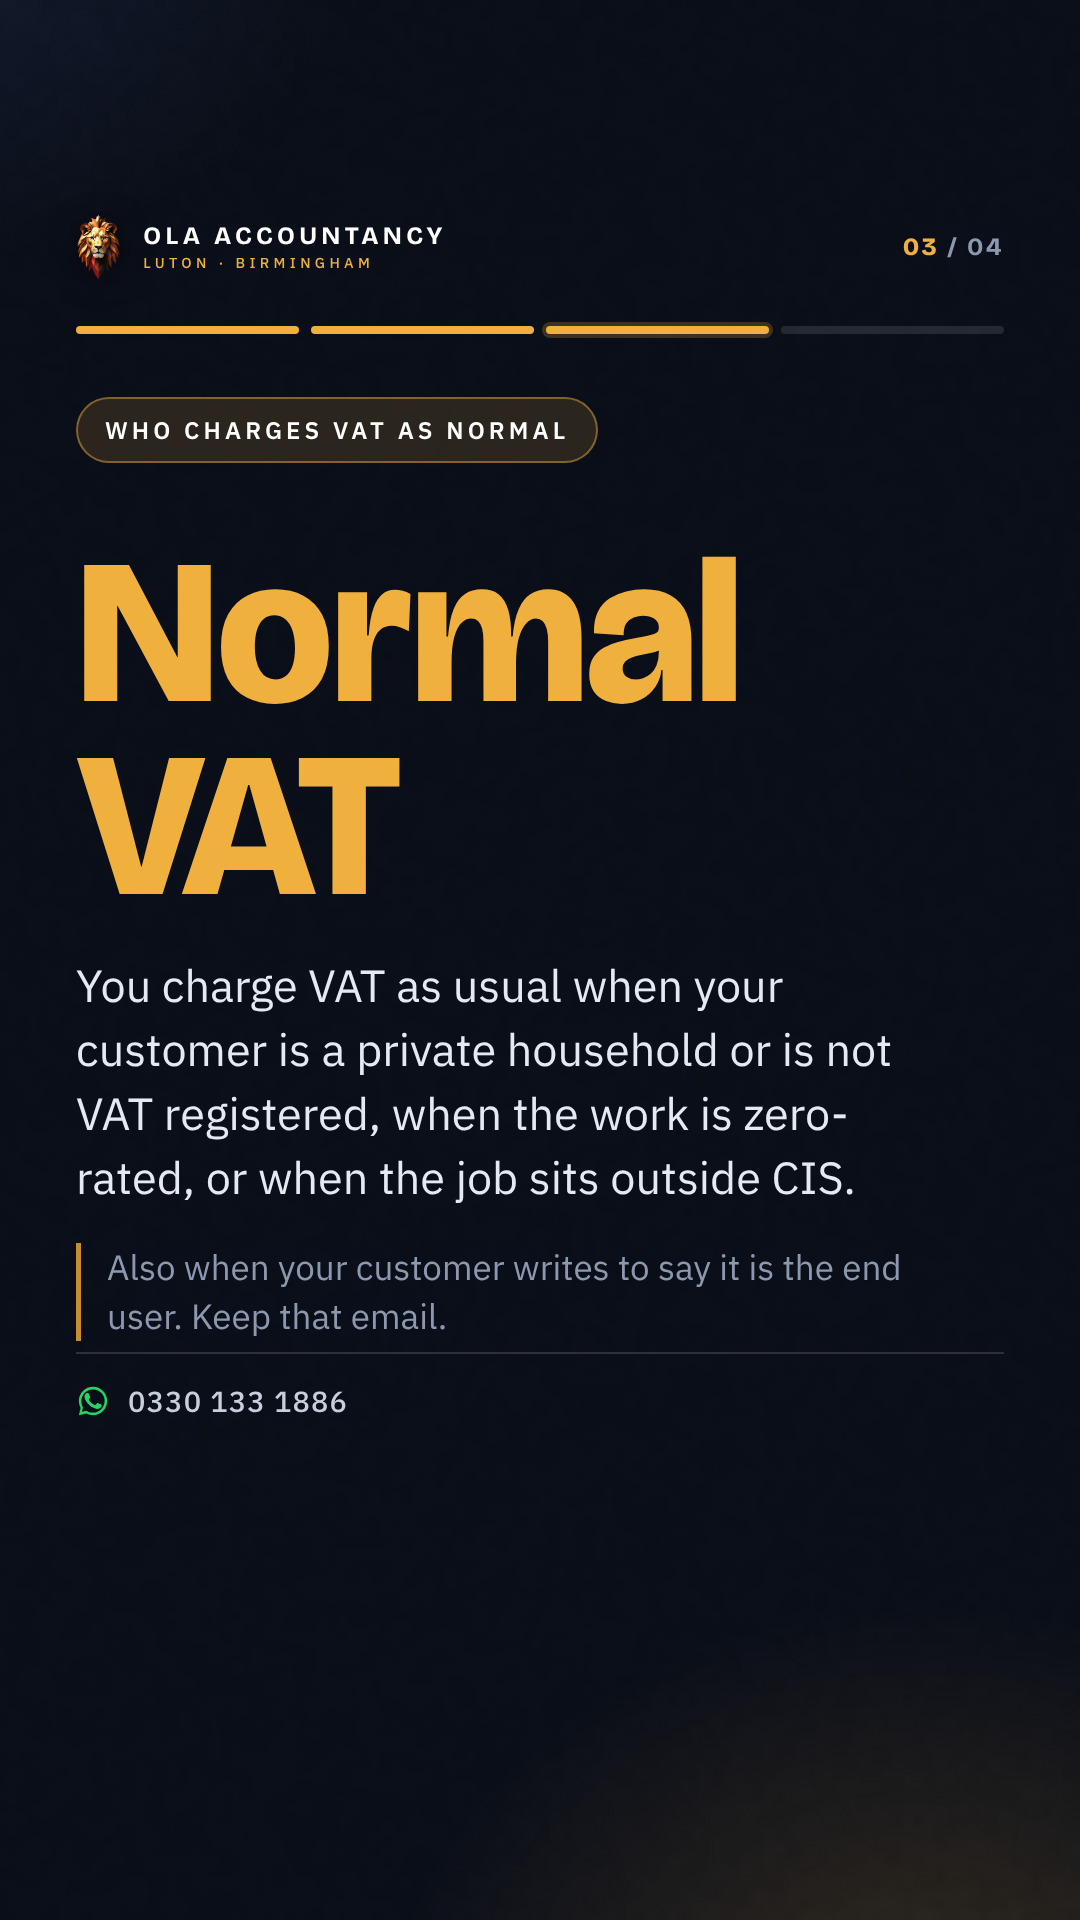 OLA ACCOUNTANCY
LUTON · BIRMINGHAM
03 / 04
WHO CHARGES VAT AS NORMAL
Normal
VAT
You charge VAT as usual when your
customer is a private household or is not
VAT registered, when the work is zero-
rated, or when the job sits outside CIS.
Also when your customer writes to say it is the end
user. Keep that email.
0330 133 1886